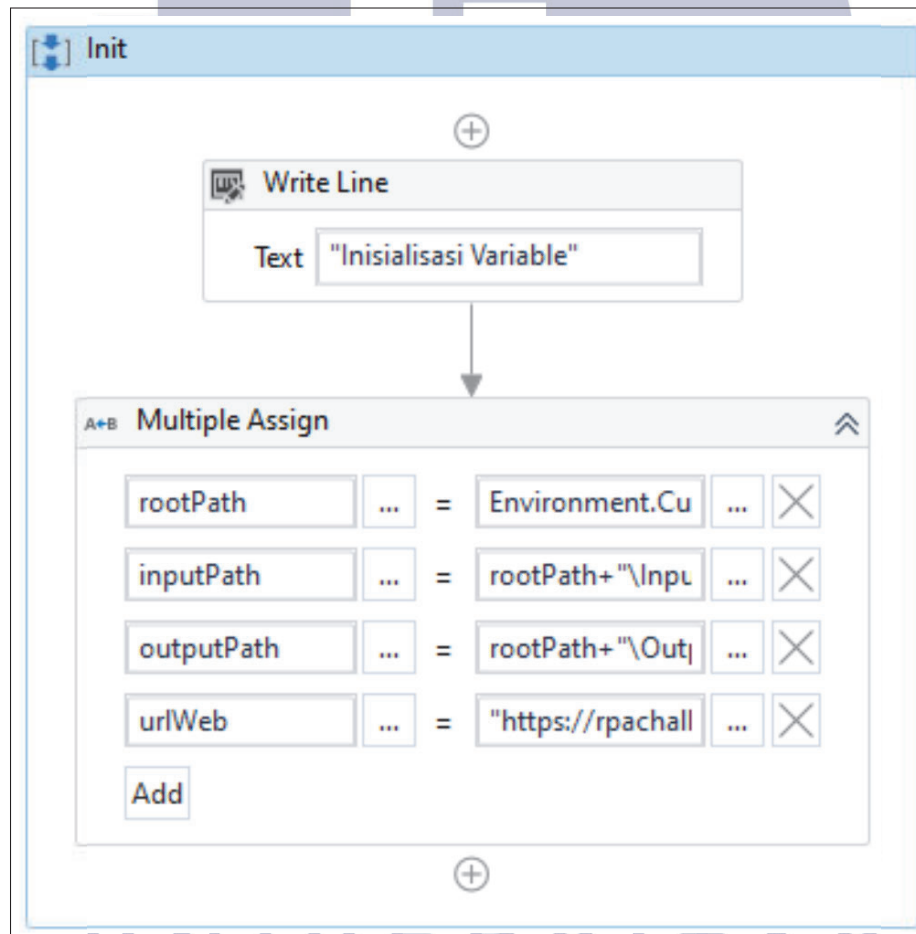 Init
Write Line
Text "Inisialisasi Variable"
A←B Multiple Assign
rootPath ... = Environment.Cu ...
inputPath ... = rootPath+"\Inpu ...
outputPath ... = rootPath+"\Outp ...
urlWeb ... = "https://rpachall ...
Add